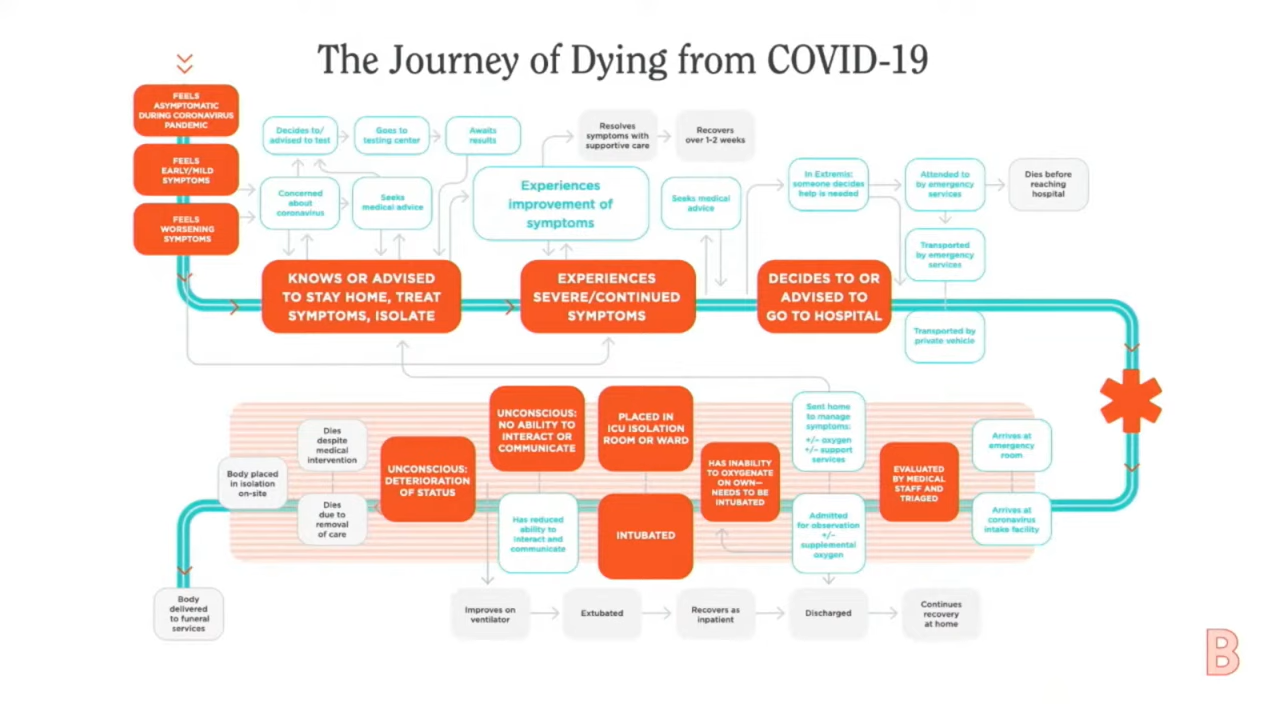 The Journey of Dying from COVID-19
FEELS
ASYMPTOMATIC
DURING CORONAVIRUS
PANDEMIC
FEELS
EARLY/MILD
SYMPTOMS
FEELS
WORSENING
SYMPTOMS
Decides to/
advised to test
Goes to
testing center
Awaits
results
Concerned
about
coronavirus
Seeks
medical advice
Experiences
improvement of
symptoms
Resolves
symptoms with
supportive care
Recovers
over 1-2 weeks
Seeks medical
advice
In Extremis:
someone decides
help is needed
Attended to
by emergency
services
Dies before
reaching
hospital
Transported
by emergency
services
Transported by
private vehicle
KNOWS OR ADVISED
TO STAY HOME, TREAT
SYMPTOMS, ISOLATE
EXPERIENCES
SEVERE/CONTINUED
SYMPTOMS
DECIDES TO OR
ADVISED TO
GO TO HOSPITAL
Arrives at
emergency
room
Arrives at
coronavirus
intake facility
EVALUATED
BY MEDICAL
STAFF AND
TRIAGED
Sent home
to manage
symptoms:
+/– oxygen
+/– support
services
Admitted
for observation
+/–
supplemental
oxygen
HAS INABILITY
TO OXYGENATE
ON OWN—
NEEDS TO BE
INTUBATED
PLACED IN
ICU ISOLATION
ROOM OR WARD
INTUBATED
UNCONSCIOUS:
NO ABILITY TO
INTERACT OR
COMMUNICATE
Has reduced
ability to
interact and
communicate
UNCONSCIOUS:
DETERIORATION
OF STATUS
Dies
despite
medical
intervention
Dies
due to
removal
of care
Body placed
in isolation
on-site
Body
delivered
to funeral
services
Improves on
ventilator
Extubated
Recovers as
inpatient
Discharged
Continues
recovery
at home
B